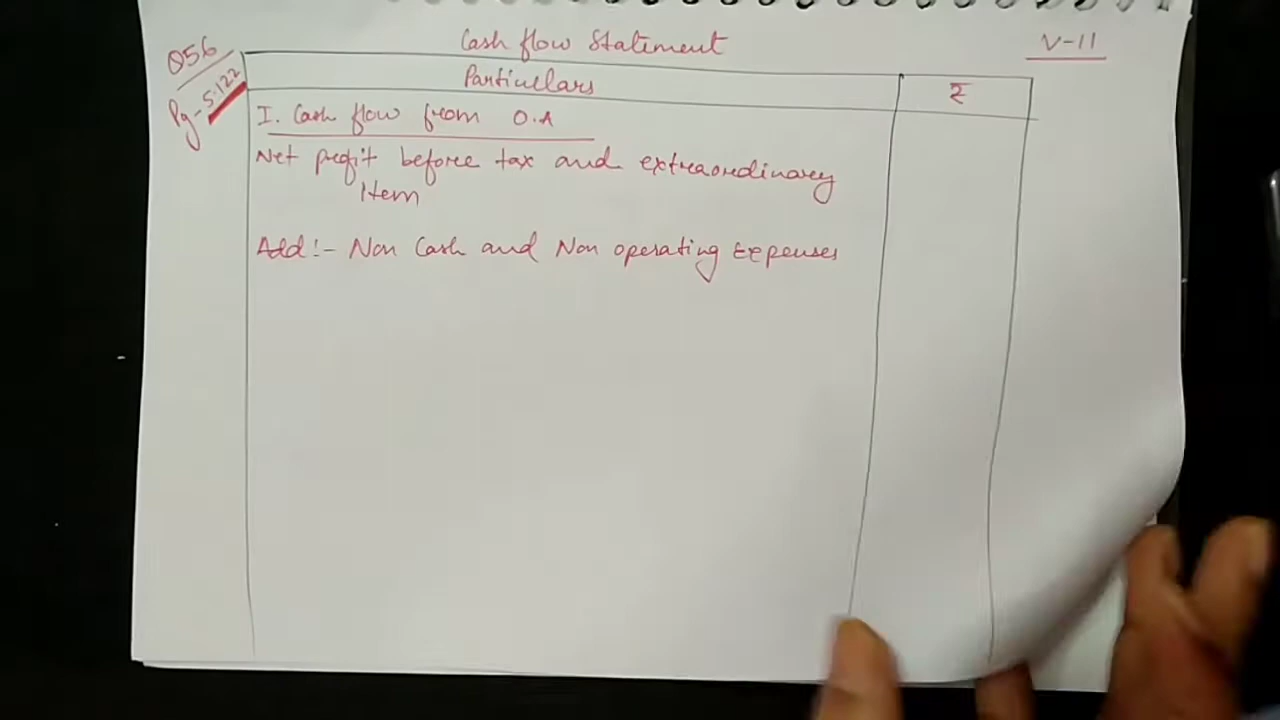 Cash flow Statement
V-11
Q56
Pg-5.122
Particulars
₹
I. Cash flow from O.A
Net profit before tax and extraordinary
Item
Add:- Non Cash and Non operating Expenses